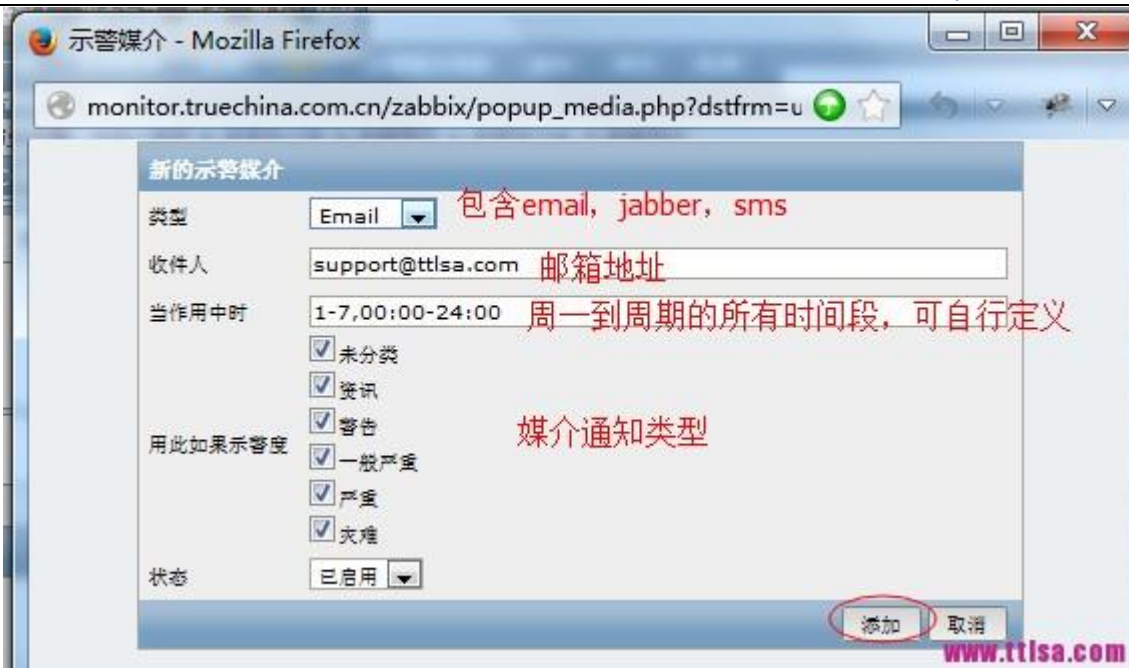 示警媒介 - Mozilla Firefox
monitor.truechina.com.cn/zabbix/popup_media.php?dstfrm=u
新的示警媒介
类型 Email 包含email，jabber，sms
收件人 support@ttlsa.com 邮箱地址
当作用中时 1-7,00:00-24:00 周一到周期的所有时间段，可自行定义
未分类
资讯
警告
用此如果示警度 媒介通知类型
一般严重
严重
灾难
状态 已启用
添加 取消
www.ttlsa.com